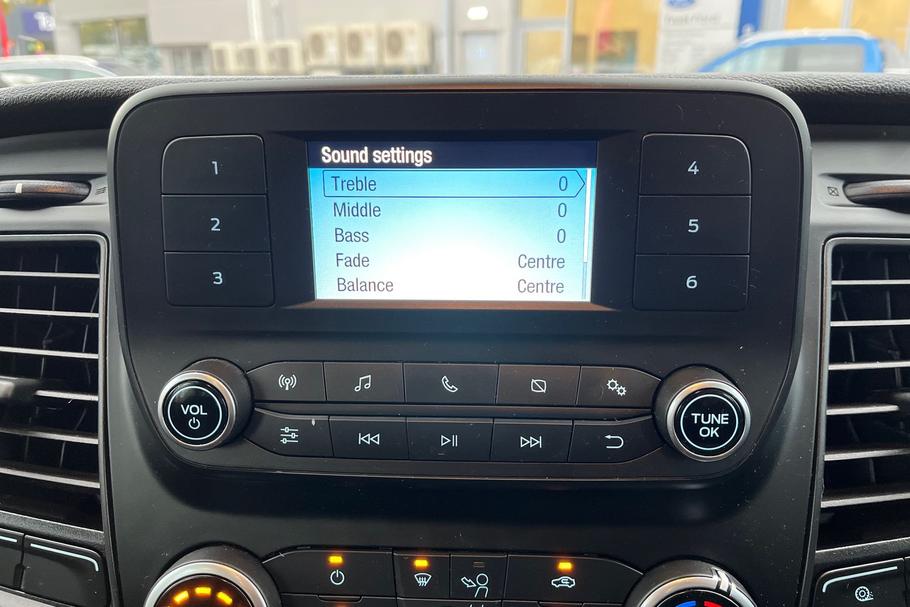 Sound settings
Treble 0
Middle 0
Bass 0
Fade Centre
Balance Centre
1
2
3
4
5
6
VOL
TUNE
OK